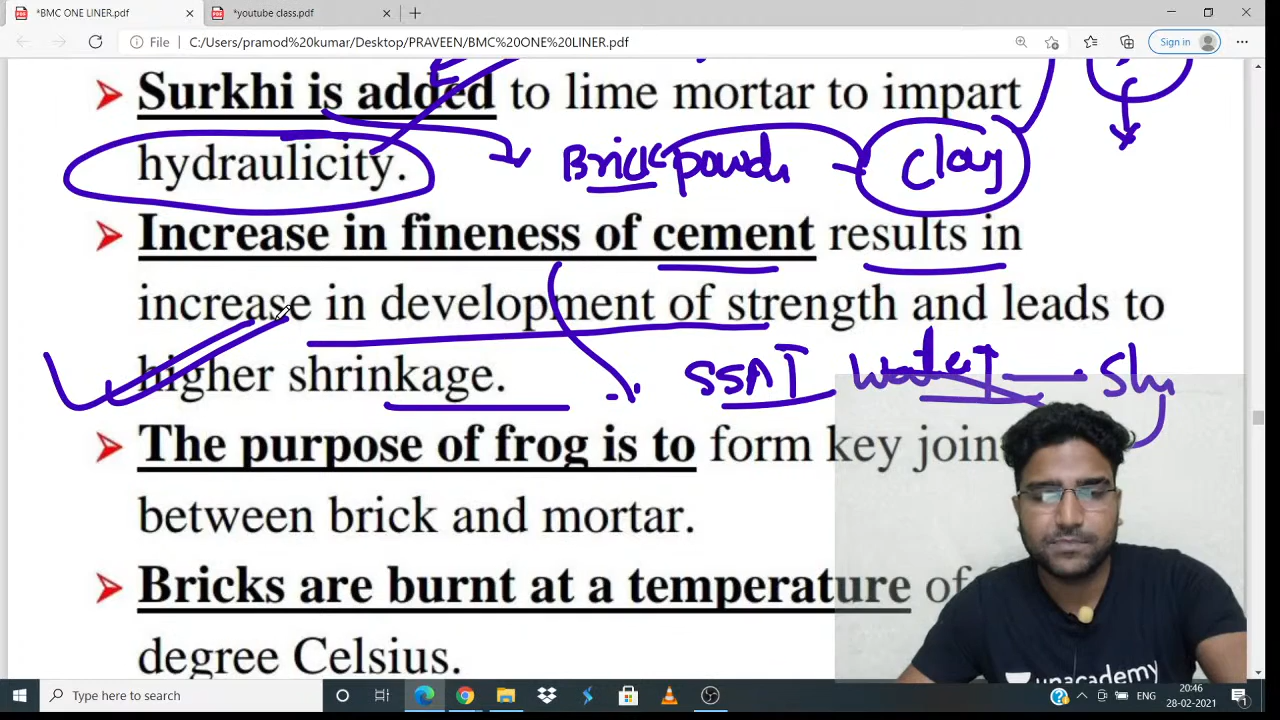 *BMC ONE LINER.pdf
*youtube class.pdf
File
C:/Users/pramod%20kumar/Desktop/PRAVEEN/BMC%20ONE%20LINER.pdf
Sign in
Surkhi is added to lime mortar to impart
hydraulicity.
Brick powder clay
Increase in fineness of cement results in
increase in development of strength and leads to
higher shrinkage.
SSA↑ water↑
The purpose of frog is to form key joint
between brick and mortar.
Bricks are burnt at a temperature of
degree Celsius.
unacademy
Type here to search
ENG
20:46
28-02-2021
1